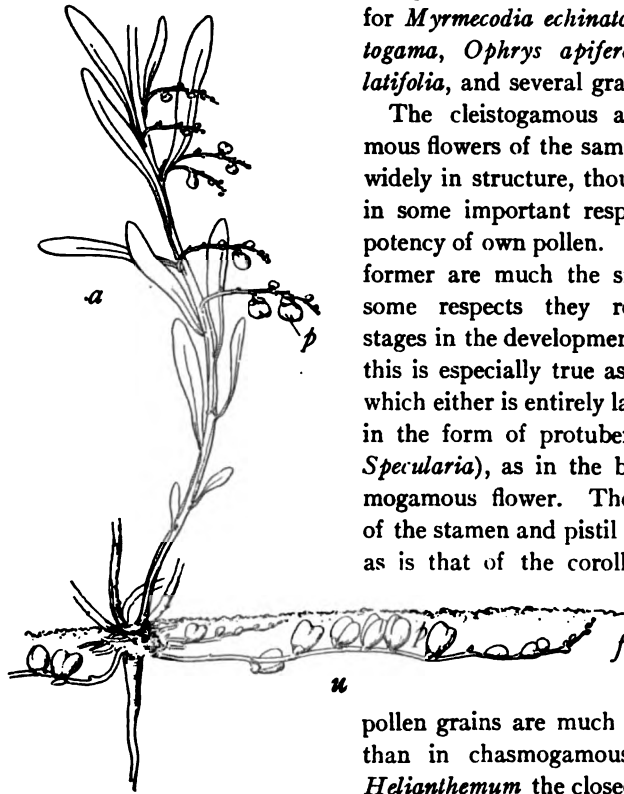 for Myrmecodia echinat
togama, Ophrys apifer
latifolia, and several gra
The cleistogamous a
mous flowers of the sam
widely in structure, thou
in some important resp
potency of own pollen.
former are much the s
some respects they r
stages in the developmen
this is especially true as
which either is entirely la
in the form of protube
Specularia), as in the b
mogamous flower. The
of the stamen and pistil
as is that of the coroll
a
p
p
f
u
pollen grains are much
than in chasmogamous
Helianthemum the close